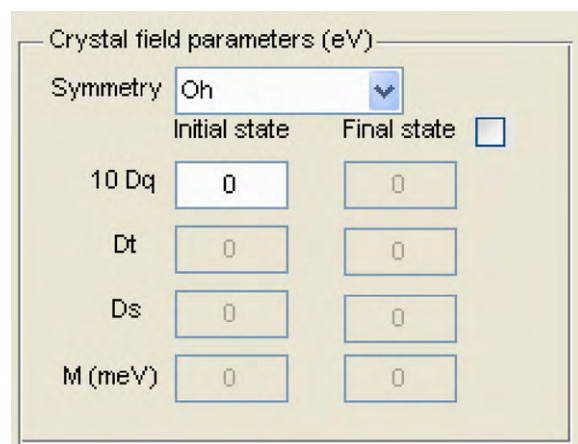 Crystal field parameters (eV)
Symmetry Oh
Initial state Final state
10 Dq 0 0
Dt 0 0
Ds 0 0
M (meV) 0 0